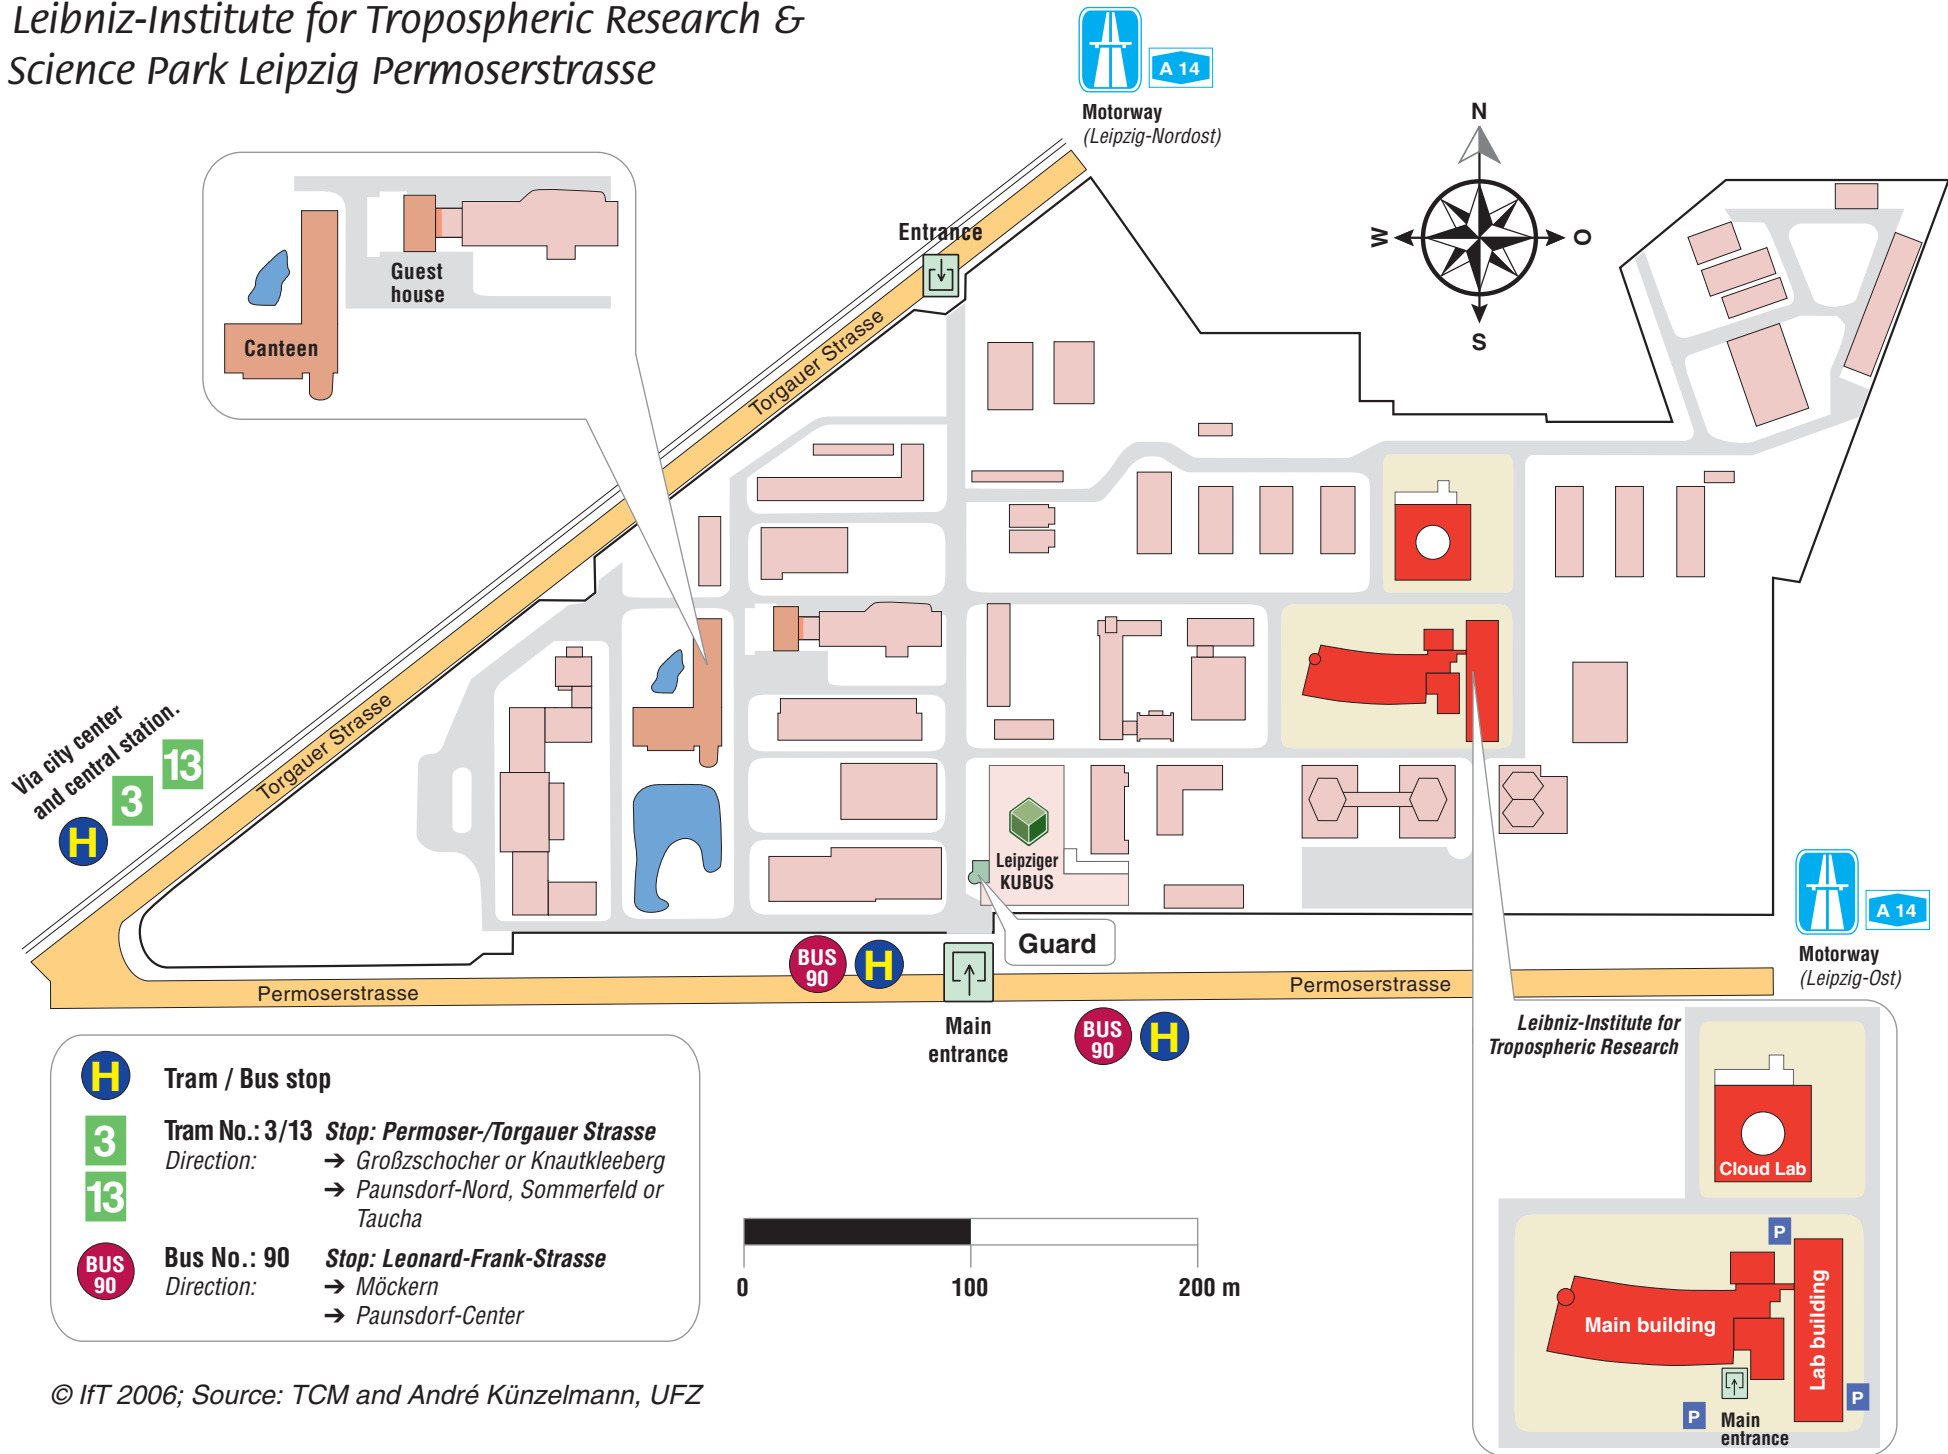 Leibniz-Institute for Tropospheric Research &
Science Park Leipzig Permoserstrasse
A 14
Motorway
(Leipzig-Nordost)
N
W
O
S
Entrance
Guest
house
Canteen
Torgauer Strasse
Torgauer Strasse
Via city center
and central station.
13
3
H
Leipziger
KUBUS
Guard
BUS
90
H
Permoserstrasse
Main
entrance
BUS
90
H
Permoserstrasse
A 14
Motorway
(Leipzig-Ost)
H
Tram / Bus stop
3
13
Tram No.: 3/13 Stop: Permoser-/Torgauer Strasse
Direction: ➔ Großzschocher or Knautkleeberg
➔ Paunsdorf-Nord, Sommerfeld or
Taucha
BUS
90
Bus No.: 90 Stop: Leonard-Frank-Strasse
Direction: ➔ Möckern
➔ Paunsdorf-Center
0 100 200 m
Leibniz-Institute for
Tropospheric Research
Cloud Lab
P
Main building
Lab building
P
P
Main
entrance
© IfT 2006; Source: TCM and André Künzelmann, UFZ